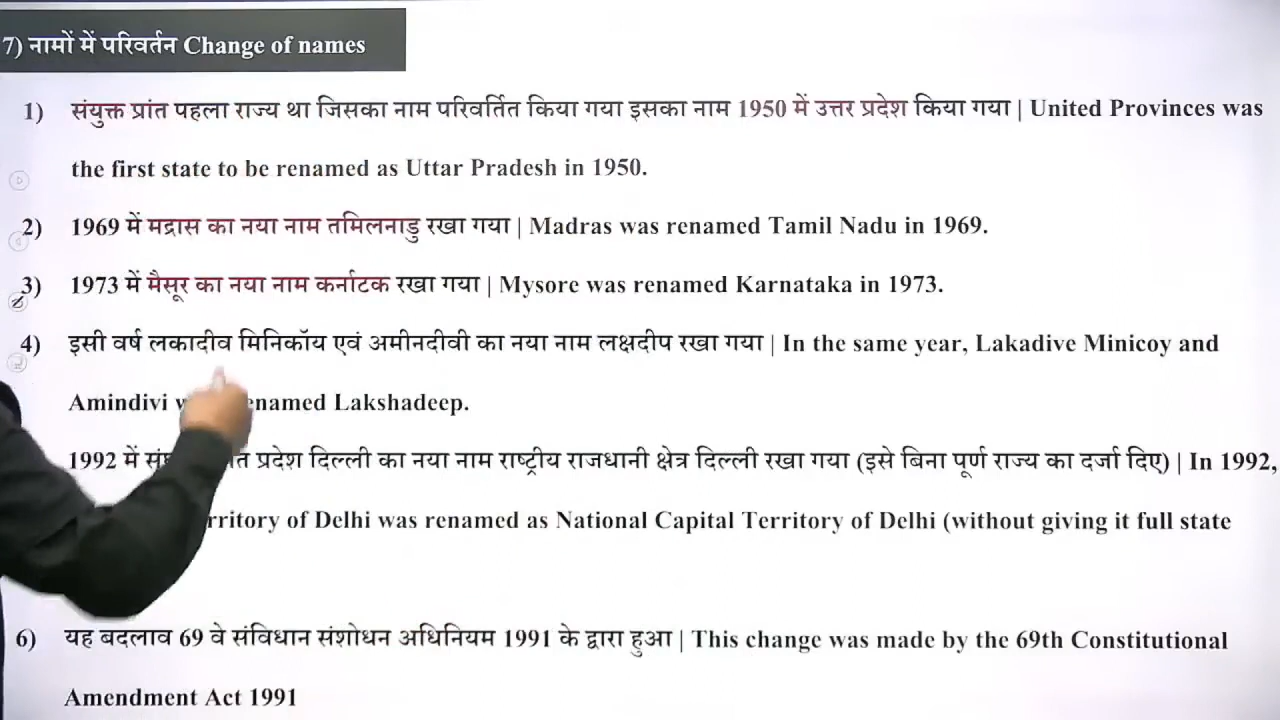 7) नामों में परिवर्तन Change of names
1) संयुक्त प्रांत पहला राज्य था जिसका नाम परिवर्तित किया गया इसका नाम 1950 में उत्तर प्रदेश किया गया | United Provinces was
the first state to be renamed as Uttar Pradesh in 1950.
2) 1969 में मद्रास का नया नाम तमिलनाडु रखा गया | Madras was renamed Tamil Nadu in 1969.
3) 1973 में मैसूर का नया नाम कर्नाटक रखा गया | Mysore was renamed Karnataka in 1973.
4) इसी वर्ष लकादीव मिनिकॉय एवं अमीनदीवी का नया नाम लक्षदीप रखा गया | In the same year, Lakadive Minicoy and
Amindivi renamed Lakshadeep.
1992 में प्रदेश दिल्ली का नया नाम राष्ट्रीय राजधानी क्षेत्र दिल्ली रखा गया (इसे बिना पूर्ण राज्य का दर्जा दिए) | In 1992,
of Delhi was renamed as National Capital Territory of Delhi (without giving it full state
6) यह बदलाव 69 वे संविधान संशोधन अधिनियम 1991 के द्वारा हुआ | This change was made by the 69th Constitutional
Amendment Act 1991